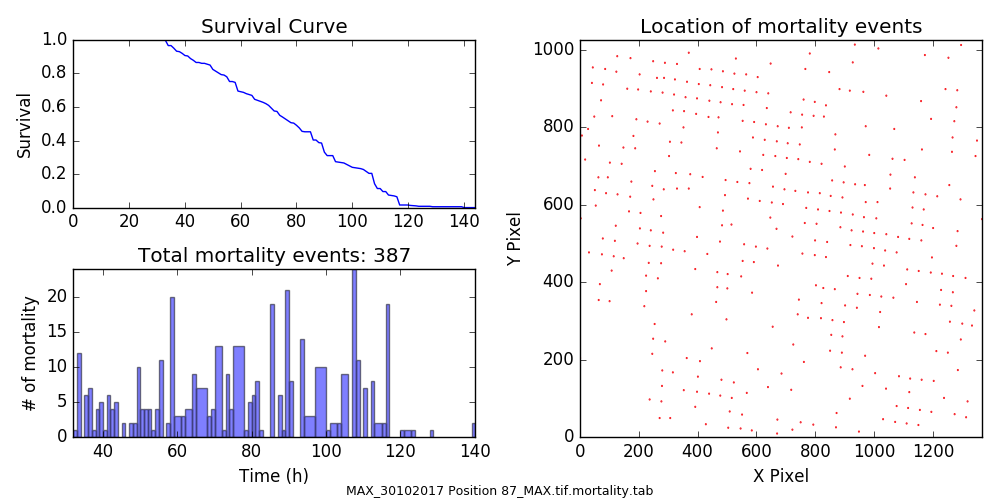 Survival Curve
Survival
1.0
0.8
0.6
0.4
0.2
0.0
0 20 40 60 80 100 120 140
Total mortality events: 387
# of mortality
20
15
10
5
0
40 60 80 100 120 140
Time (h)
Location of mortality events
Y Pixel
1000
800
600
400
200
0
0 200 400 600 800 1000 1200
X Pixel
MAX_30102017 Position 87_MAX.tif.mortality.tab